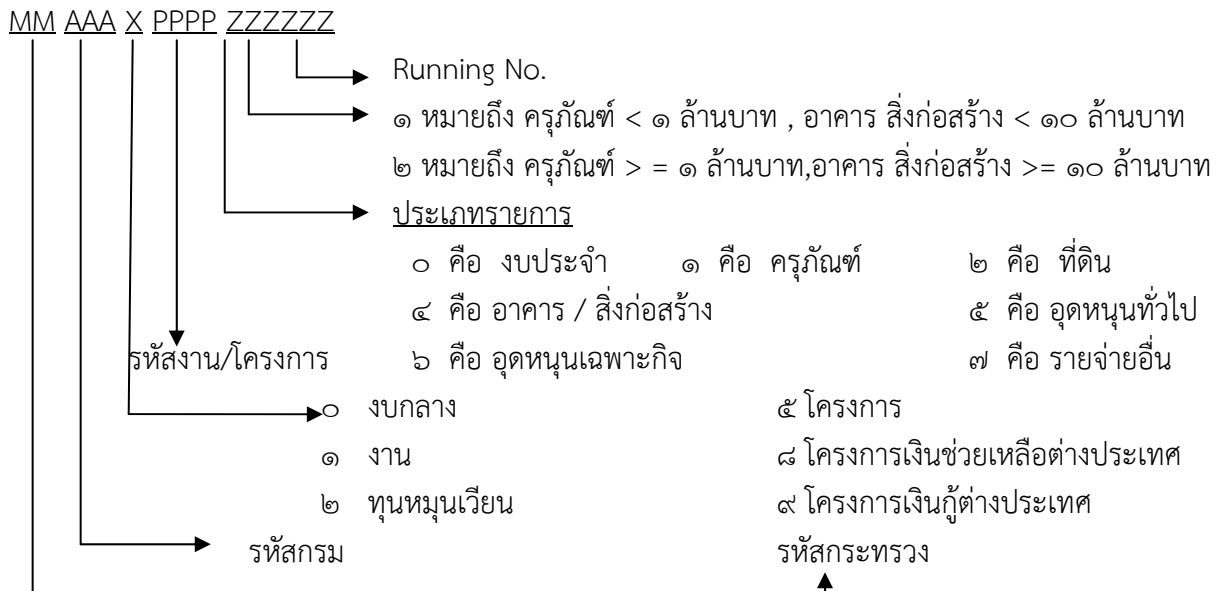 MM AAA X PPPP ZZZZZZ
Running No.
๑ หมายถึง ครุภัณฑ์ < ๑ ล้านบาท , อาคาร สิ่งก่อสร้าง < ๑๐ ล้านบาท
๒ หมายถึง ครุภัณฑ์ > = ๑ ล้านบาท,อาคาร สิ่งก่อสร้าง >= ๑๐ ล้านบาท
ประเภทรายการ
๐ คือ งบประจำ ๑ คือ ครุภัณฑ์ ๒ คือ ที่ดิน
๔ คือ อาคาร / สิ่งก่อสร้าง ๕ คือ อุดหนุนทั่วไป
รหัสงาน/โครงการ ๖ คือ อุดหนุนเฉพาะกิจ ๗ คือ รายจ่ายอื่น
๐ งบกลาง ๕ โครงการ
๑ งาน ๘ โครงการเงินช่วยเหลือต่างประเทศ
๒ ทุนหมุนเวียน ๙ โครงการเงินกู้ต่างประเทศ
รหัสกรม รหัสกระทรวง